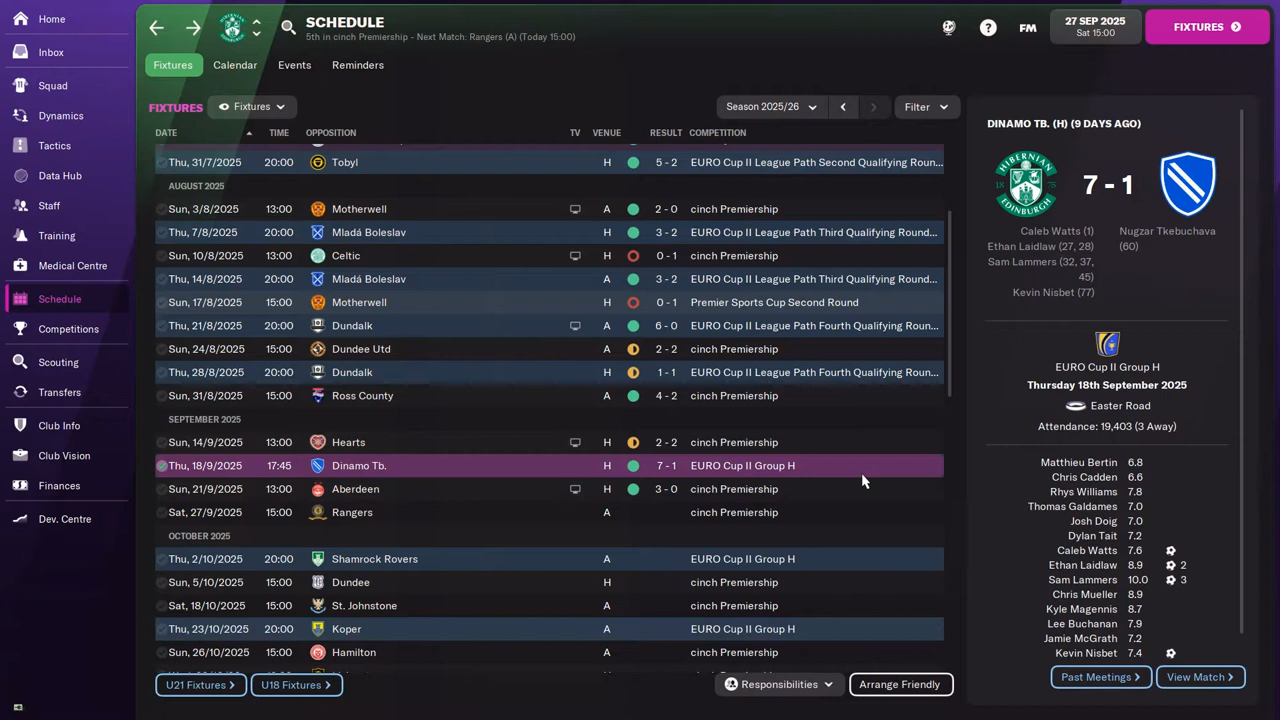 Home
Inbox
Squad
Dynamics
Tactics
Data Hub
Staff
Training
Medical Centre
Schedule
Competitions
Scouting
Transfers
Club Info
Club Vision
Finances
Dev. Centre
SCHEDULE
5th in cinch Premiership - Next Match: Rangers (A) (Today 15:00)
FM
27 SEP 2025
Sat 15:00
FIXTURES
Fixtures Calendar Events Reminders
FIXTURES Fixtures Season 2025/26 Filter
DATE TIME OPPOSITION TV VENUE RESULT COMPETITION
Thu, 31/7/2025 20:00 Tobyl H 5 - 2 EURO Cup II League Path Second Qualifying Roun...
AUGUST 2025
Sun, 3/8/2025 13:00 Motherwell A 2 - 0 cinch Premiership
Thu, 7/8/2025 20:00 Mladá Boleslav H 3 - 2 EURO Cup II League Path Third Qualifying Round...
Sun, 10/8/2025 13:00 Celtic H 0 - 1 cinch Premiership
Thu, 14/8/2025 20:00 Mladá Boleslav A 3 - 2 EURO Cup II League Path Third Qualifying Round...
Sun, 17/8/2025 15:00 Motherwell H 0 - 1 Premier Sports Cup Second Round
Thu, 21/8/2025 20:00 Dundalk A 6 - 0 EURO Cup II League Path Fourth Qualifying Roun...
Sun, 24/8/2025 15:00 Dundee Utd A 2 - 2 cinch Premiership
Thu, 28/8/2025 20:00 Dundalk H 1 - 1 EURO Cup II League Path Fourth Qualifying Roun...
Sun, 31/8/2025 15:00 Ross County A 4 - 2 cinch Premiership
SEPTEMBER 2025
Sun, 14/9/2025 13:00 Hearts H 2 - 2 cinch Premiership
Thu, 18/9/2025 17:45 Dinamo Tb. H 7 - 1 EURO Cup II Group H
Sun, 21/9/2025 13:00 Aberdeen H 3 - 0 cinch Premiership
Sat, 27/9/2025 15:00 Rangers A cinch Premiership
OCTOBER 2025
Thu, 2/10/2025 20:00 Shamrock Rovers A EURO Cup II Group H
Sun, 5/10/2025 15:00 Dundee H cinch Premiership
Sat, 18/10/2025 15:00 St. Johnstone A cinch Premiership
Thu, 23/10/2025 20:00 Koper A EURO Cup II Group H
Sun, 26/10/2025 15:00 Hamilton A cinch Premiership
U21 Fixtures U18 Fixtures Responsibilities Arrange Friendly
DINAMO TB. (H) (9 DAYS AGO)
HIBERNIAN
18 75
EDINBURGH
7 - 1
Caleb Watts (1) Nugzar Tkebuchava
Ethan Laidlaw (27, 28) (60)
Sam Lammers (32, 37,
45)
Kevin Nisbet (77)
EURO Cup II Group H
Thursday 18th September 2025
Easter Road
Attendance: 19,403 (3 Away)
Matthieu Bertin 6.8
Chris Cadden 6.6
Rhys Williams 7.8
Thomas Galdames 7.0
Josh Doig 7.0
Dylan Tait 7.2
Caleb Watts 7.6
Ethan Laidlaw 8.9 2
Sam Lammers 10.0 3
Chris Mueller 8.9
Kyle Magennis 8.7
Lee Buchanan 7.9
Jamie McGrath 7.2
Kevin Nisbet 7.4
Past Meetings View Match